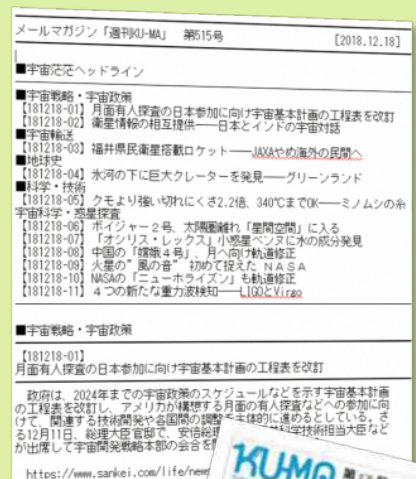 メールマガジン「週刊KU-MA」 第515号
[2018.12.18]
■宇宙茫茫ヘッドライン
■宇宙戦略・宇宙政策
【181218-01】月面有人探査の日本参加に向け宇宙基本計画の工程表を改訂
【181218-02】衛星情報の相互提供――日本とインドの宇宙対話
■宇宙輸送
【181218-03】福井県民衛星搭載ロケット――JAXAやめ海外の民間へ
■地球史
【181218-04】氷河の下に巨大クレーターを発見――グリーンランド
■科学・技術
【181218-05】クモより強い切れにくさ2.2倍、340℃までOK――ミノムシの糸
宇宙科学・惑星探査
【181218-06】ボイジャー２号、太陽圏離れ「星間空間」に入る
【181218-07】「オシリス・レックス」小惑星ベンヌに水の成分発見
【181218-08】中国の「嫦娥４号」、月へ向け軌道修正
【181218-09】火星の”風の音” 初めて捉えた ＮＡＳＡ
【181218-10】NASAの「ニューホライズン」も軌道修正
【181218-11】４つの新たな重力波検知――LIGOとVirgo
■宇宙戦略・宇宙政策
【181218-01】
月面有人探査の日本参加に向け宇宙基本計画の工程表を改訂
政府は、2024年までの宇宙政策のスケジュールなどを示す宇宙基本計画
の工程表を改訂し、アメリカが構想する月面の有人探査などへの参加に向
けて、関連する技術開発や各国間の調整を主体的に進めるとしている。さ
る12月11日、総理大臣官邸で、安倍総理 科学技術担当大臣など
が出席して宇宙開発戦略本部の会合を開
https://www.sankei.com/life/news
KU-MA